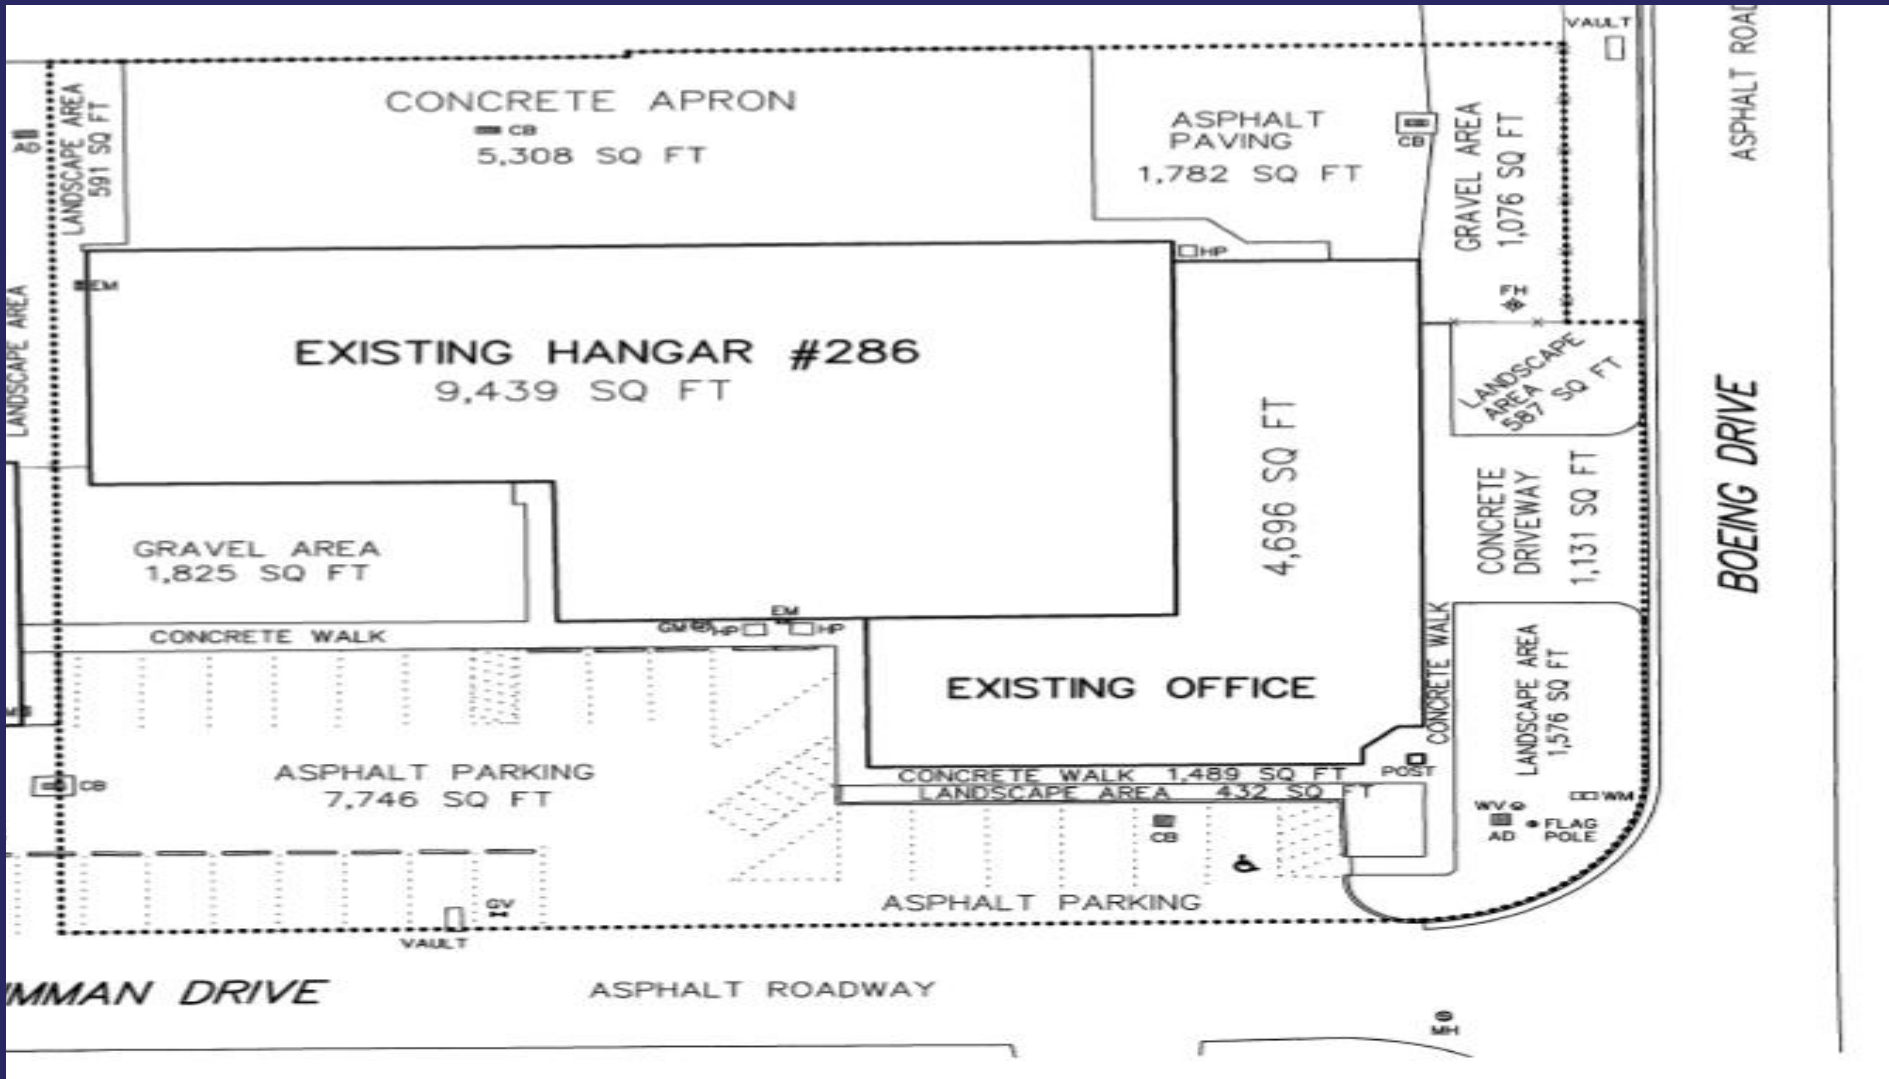 VAULT
ASPHALT ROAD
CONCRETE APRON
CB
5,308 SQ FT
LANDSCAPE AREA
591 SQ FT
ASPHALT
PAVING
1,782 SQ FT
CB
GRAVEL AREA
1,076 SQ FT
HP
EM
FH
LANDSCAPE AREA
EXISTING HANGAR #286
9,439 SQ FT
4,696 SQ FT
LANDSCAPE
AREA
587 SQ FT
BOEING DRIVE
CONCRETE
DRIVEWAY
1,131 SQ FT
GRAVEL AREA
1,825 SQ FT
CONCRETE WALK
EM
GM
HP
HP
CONCRETE WALK
LANDSCAPE AREA
1,576 SQ FT
EXISTING OFFICE
ASPHALT PARKING
7,746 SQ FT
CB
CONCRETE WALK 1,489 SQ FT
POST
LANDSCAPE AREA 432 SQ FT
CB
WV
WM
AD
FLAG
POLE
ASPHALT PARKING
GV
VAULT
MMAN DRIVE
ASPHALT ROADWAY
MH